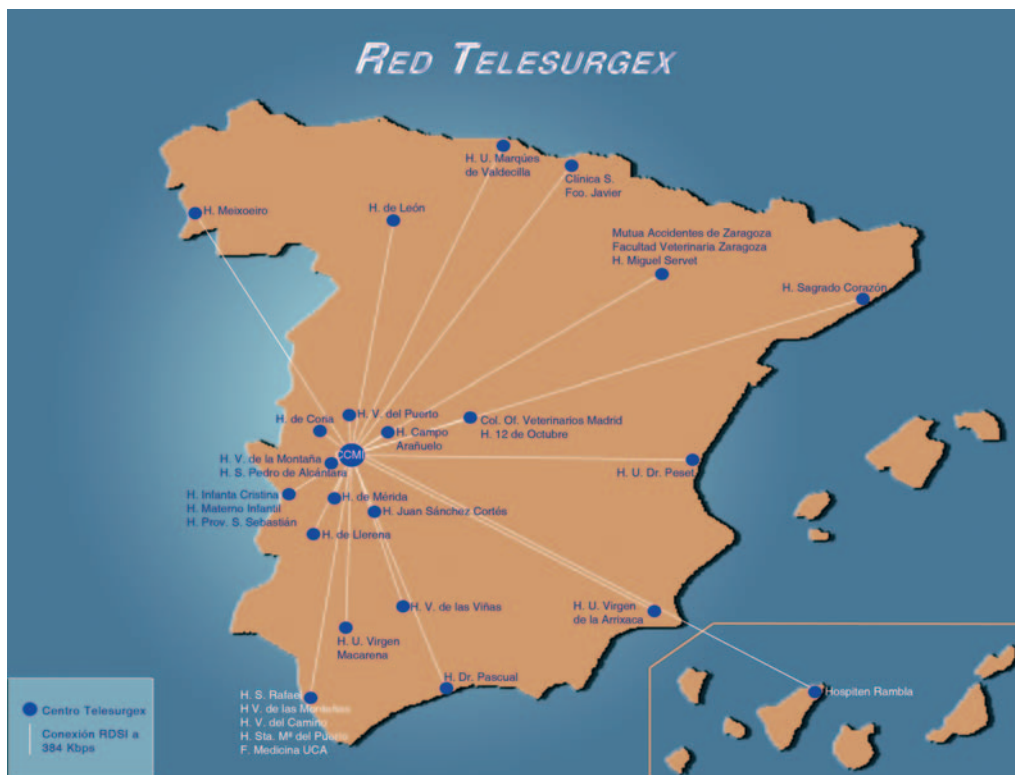 RED TELESURGEX
H. U. Marqúes
de Valdecilla
Clínica S.
Fco. Javier
H. Meixoeiro
H. de León
Mutua Accidentes de Zaragoza
Facultad Veterinaria Zaragoza
H. Miguel Servet
H. Sagrado Corazón
H. de Coria
H. V. del Puerto
H. Campo
Arañuelo
Col. Of. Veterinarios Madrid
H. 12 de Octubre
CCMI
H. V. de la Montaña
H. S. Pedro de Alcántara
H. U. Dr. Peset
H. Infanta Cristina
H. Materno Infantil
H. Prov. S. Sebastián
H. de Mérida
H. Juan Sánchez Cortés
H. de Llerena
H. V. de las Viñas
H. U. Virgen
Macarena
H. U. Virgen
de la Arrixaca
H. Dr. Pascual
Hospiten Rambla
H. S. Rafael
H V. de las Montañas
H. V. del Camino
H. Sta. Mª del Puerto
F. Medicina UCA
Centro Telesurgex
Conexión RDSI a
384 Kbps